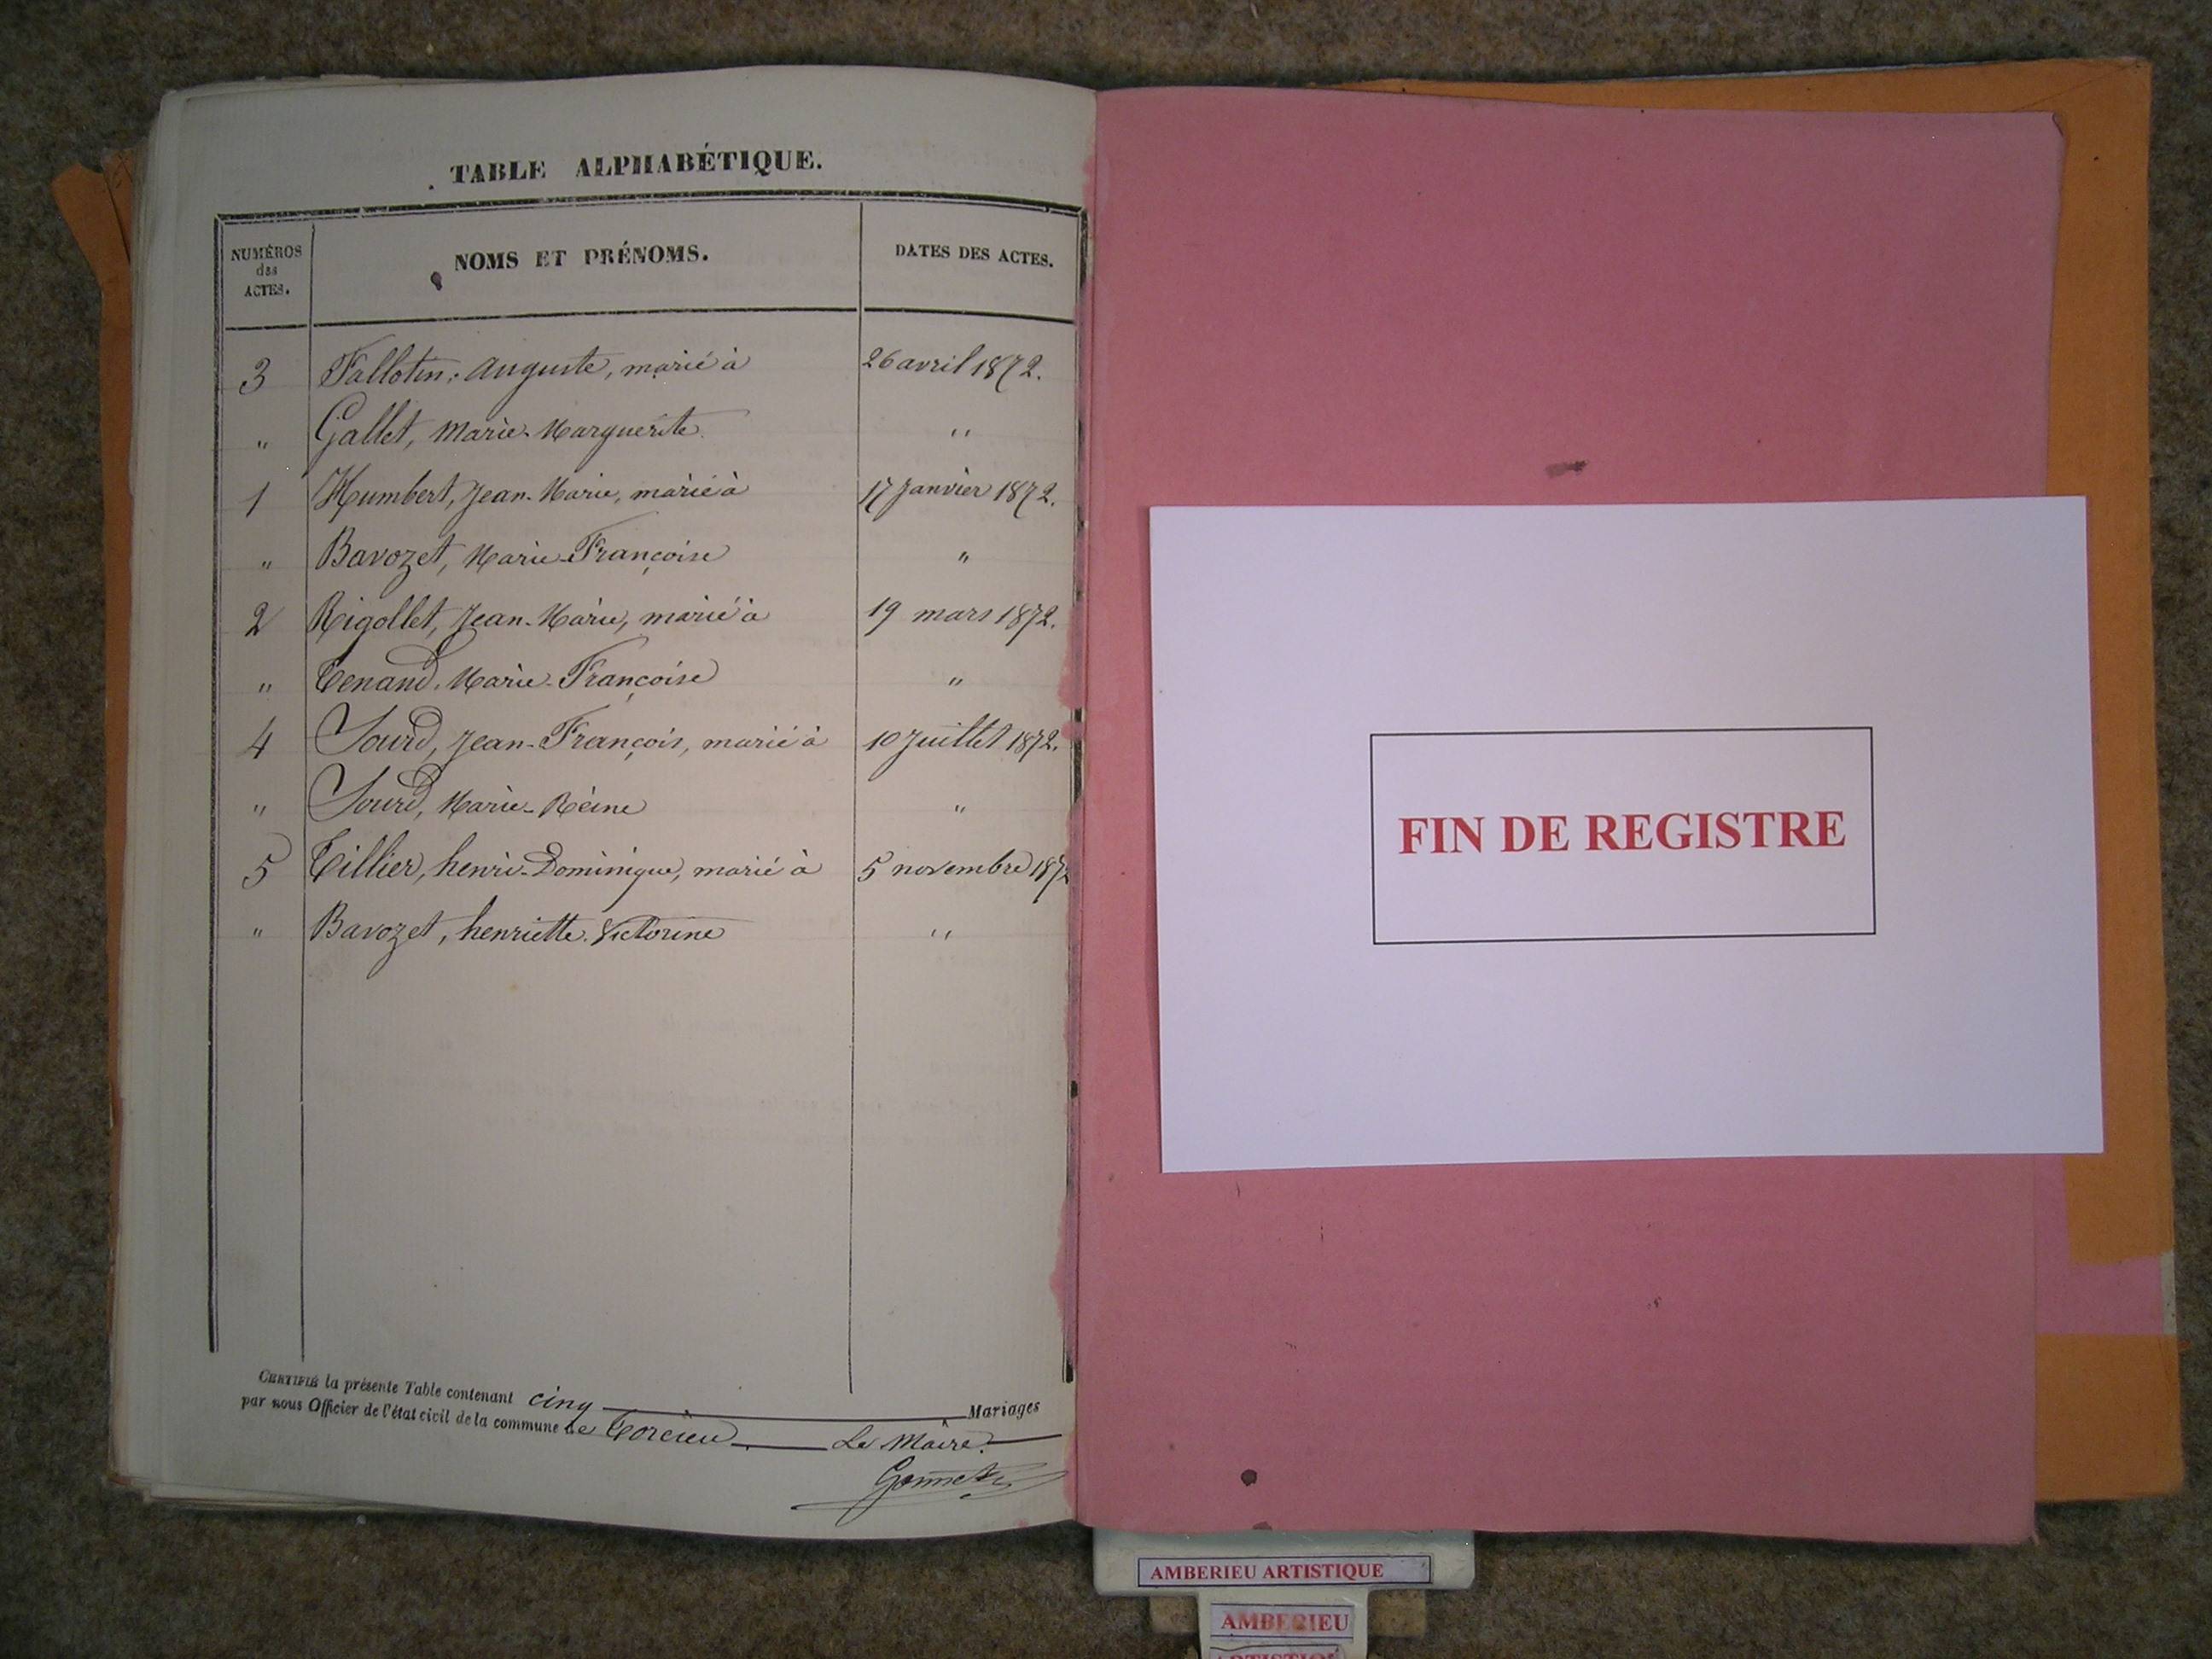 TABLE ALPHABÉTIQUE.
NUMÉROS
des
ACTES.
NOMS ET PRÉNOMS.
DATES DES ACTES.
3 Fallotin, Auguste, marié à 26 avril 1872.
" Gallet, Marie-Marguerite "
1 Humbert, Jean-Marie, marié à 17 Janvier 1872.
" Bavozet, Marie-Françoise "
2 Rigollet, Jean-Marie, marié à 19 mars 1872.
" Tenand, Marie-Françoise "
4 Sourd, Jean-François, marié à 10 Juillet 1872.
" Sourd, Marie-Reine "
5 Tillier, henri-Dominique, marié à 5 novembre 1872
" Bavozet, henriette-Victorine "
CERTIFIÉ la présente Table contenant cinq Mariages
par nous Officier de l'état civil de la commune de Torcieu Le Maire.
FIN DE REGISTRE
AMBERIEU ARTISTIQUE
AMBERIEU
ARTISTIQUE